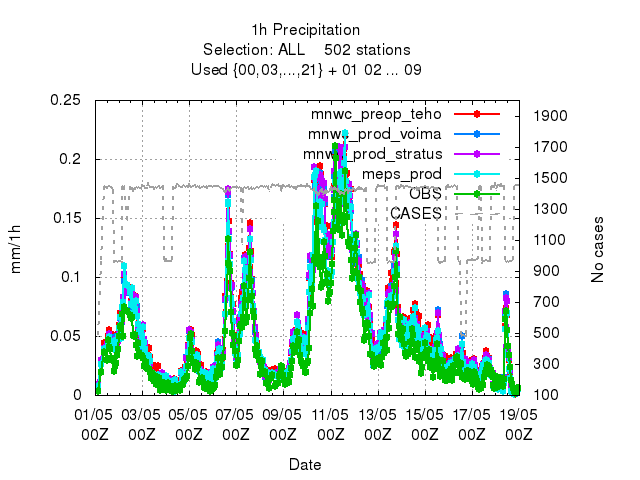 1h Precipitation
Selection: ALL 502 stations
Used {00,03,...,21} + 01 02 ... 09
mnwc_preop_teho
mnwc_prod_voima
mnwc_prod_stratus
meps_prod
OBS
CASES
0.25
0.2
0.15
0.1
0.05
0
mm/1h
1900
1700
1500
1300
1100
900
700
500
300
100
No cases
01/05 03/05 05/05 07/05 09/05 11/05 13/05 15/05 17/05 19/05
00Z 00Z 00Z 00Z 00Z 00Z 00Z 00Z 00Z 00Z
Date